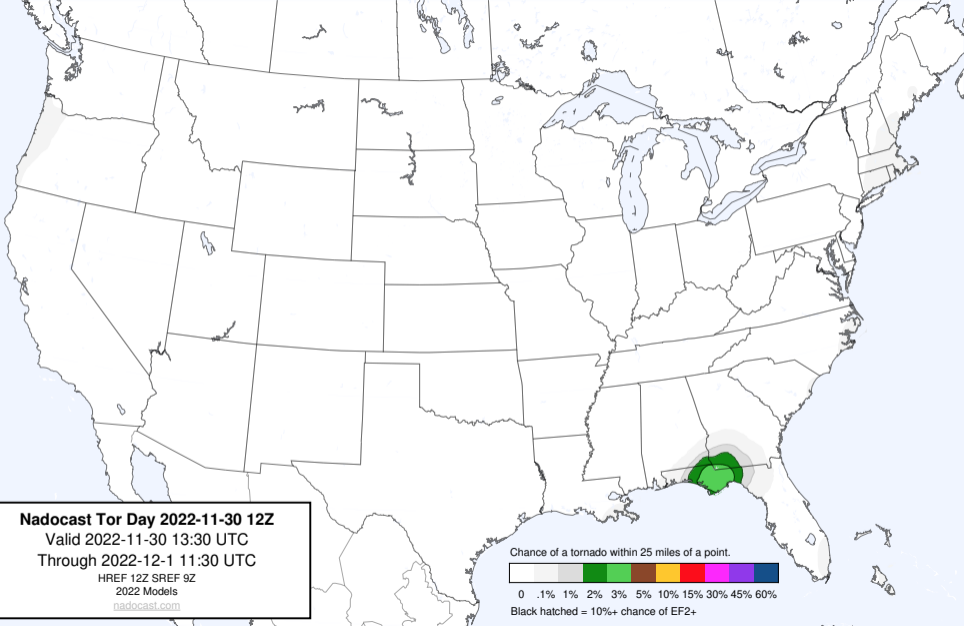 Nadocast Tor Day 2022-11-30 12Z
Valid 2022-11-30 13:30 UTC
Through 2022-12-1 11:30 UTC
HREF 12Z SREF 9Z
2022 Models
nadocast.com
Chance of a tornado within 25 miles of a point.
0 .1% 1% 2% 3% 5% 10% 15% 30% 45% 60%
Black hatched = 10%+ chance of EF2+